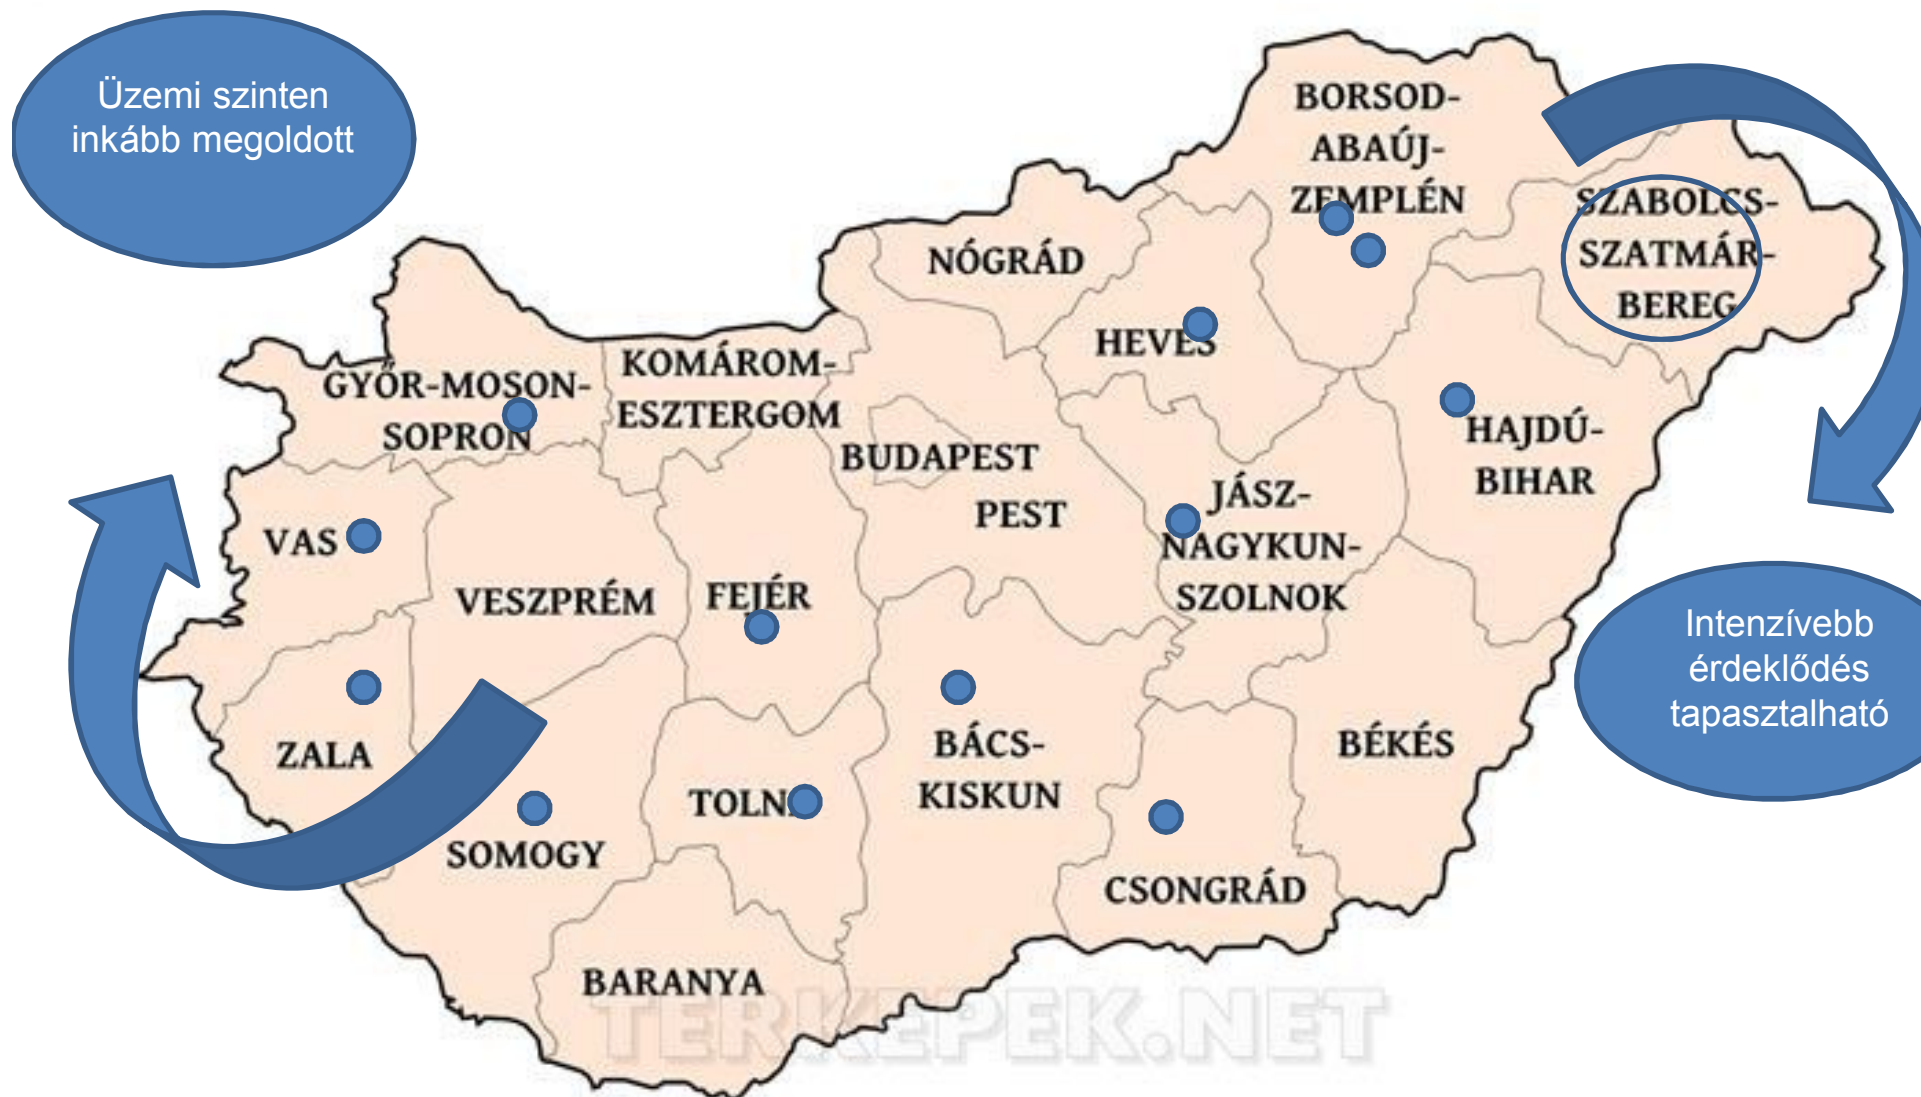 Üzemi szinten
inkább megoldott
BORSOD-
ABAÚJ-
ZEMPLÉN
SZABOLCS-
SZATMÁR-
BEREG
NÓGRÁD
HEVES
GYŐR-MOSON-
SOPRON
KOMÁROM-
ESZTERGOM
BUDAPEST
PEST
HAJDÚ-
BIHAR
JÁSZ-
NAGYKUN-
SZOLNOK
VAS
VESZPRÉM
FEJÉR
Intenzívebb
érdeklődés
tapasztalható
ZALA
SOMOGY
TOLNA
BÁCS-
KISKUN
BÉKÉS
CSONGRÁD
BARANYA
TERKEPEK.NET